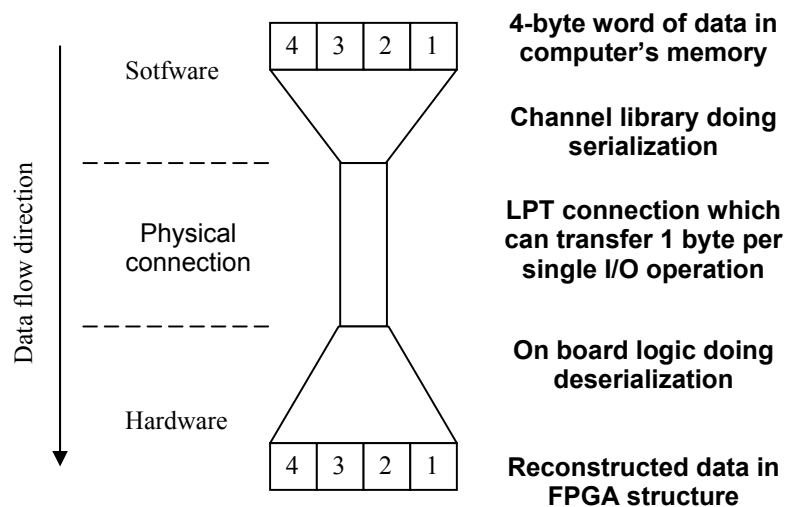 4 3 2 1
4-byte word of data in
computer's memory
Sotfware
Channel library doing
serialization
Data flow direction
Physical
connection
LPT connection which
can transfer 1 byte per
single I/O operation
On board logic doing
deserialization
Hardware
4 3 2 1
Reconstructed data in
FPGA structure